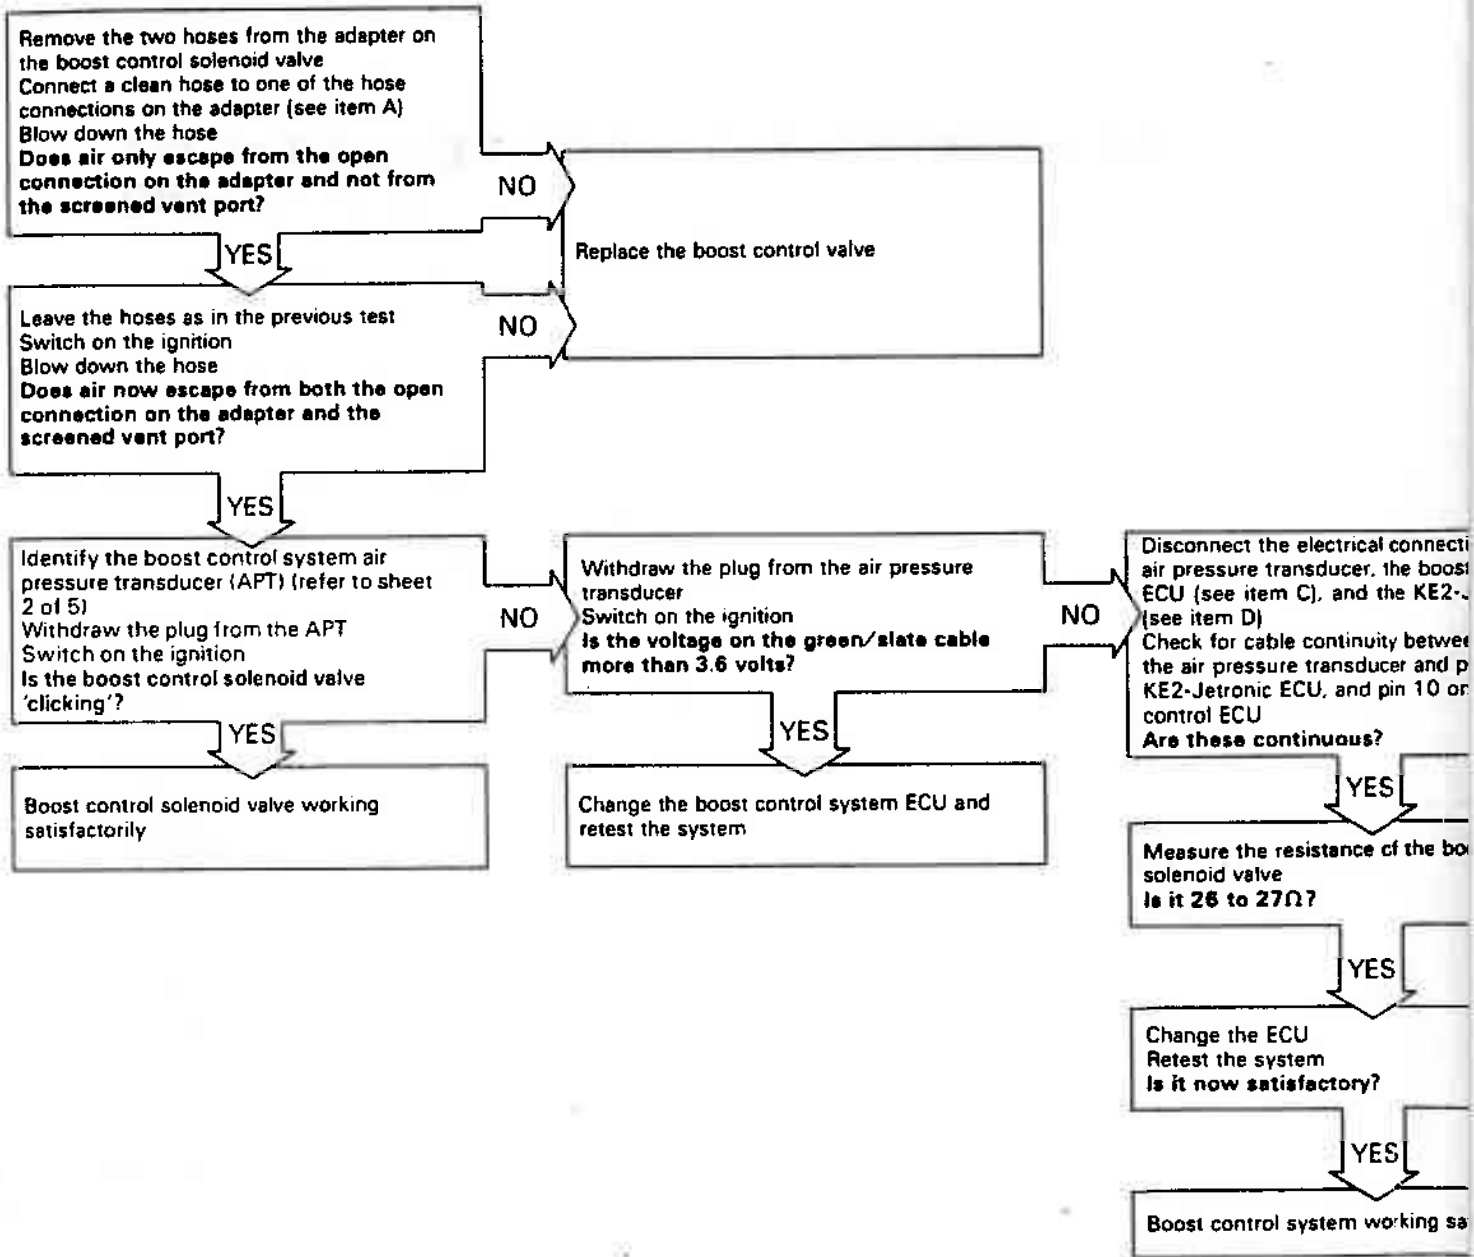 Remove the two hoses from the adapter on
the boost control solenoid valve
Connect a clean hose to one of the hose
connections on the adapter (see item A)
Blow down the hose
Does air only escape from the open
connection on the adapter and not from
the screened vent port?
NO
YES
Replace the boost control valve
Leave the hoses as in the previous test
Switch on the ignition
Blow down the hose
Does air now escape from both the open
connection on the adapter and the
screened vent port?
NO
YES
Identify the boost control system air
pressure transducer (APT) (refer to sheet
2 of 5)
Withdraw the plug from the APT
Switch on the ignition
Is the boost control solenoid valve
'clicking'?
NO
YES
Boost control solenoid valve working
satisfactorily
Withdraw the plug from the air pressure
transducer
Switch on the ignition
Is the voltage on the green/slate cable
more than 3.6 volts?
NO
YES
Change the boost control system ECU and
retest the system
Disconnect the electrical
air pressure transducer, the boost
ECU (see item C), and the
(see item D)
Check for cable continuity
the air pressure transducer and
KE2-Jetronic ECU, and pin 10
control ECU
Are these continuous?
YES
Measure the resistance of the
solenoid valve
Is it 26 to 27Ω?
YES
Change the ECU
Retest the system
Is it now satisfactory?
YES
Boost control system working